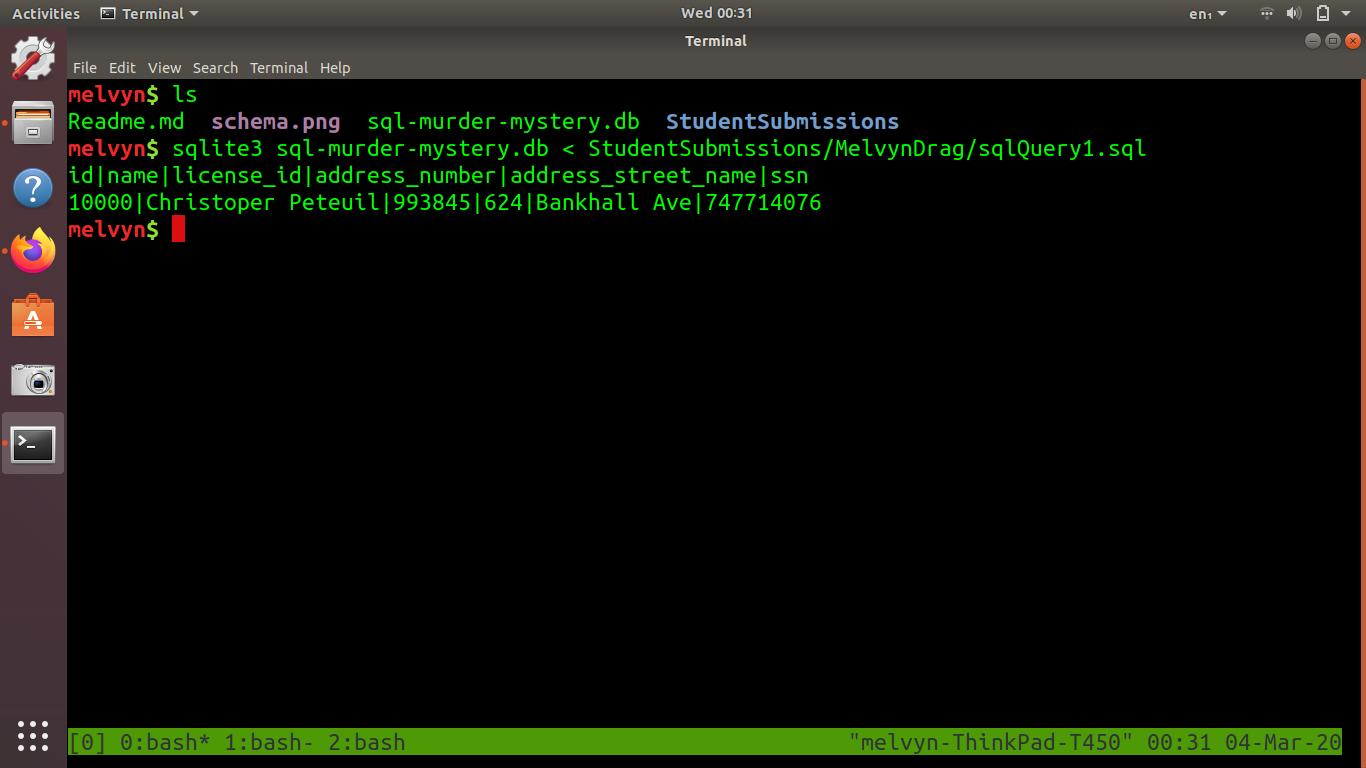 Activities Terminal Wed 00:31 en₁
Terminal
File Edit View Search Terminal Help
melvyn$ ls
Readme.md schema.png sql-murder-mystery.db StudentSubmissions
melvyn$ sqlite3 sql-murder-mystery.db < StudentSubmissions/MelvynDrag/sqlQuery1.sql
id|name|license_id|address_number|address_street_name|ssn
10000|Christoper Peteuil|993845|624|Bankhall Ave|747714076
melvyn$
[0] 0:bash* 1:bash- 2:bash "melvyn-ThinkPad-T450" 00:31 04-Mar-20